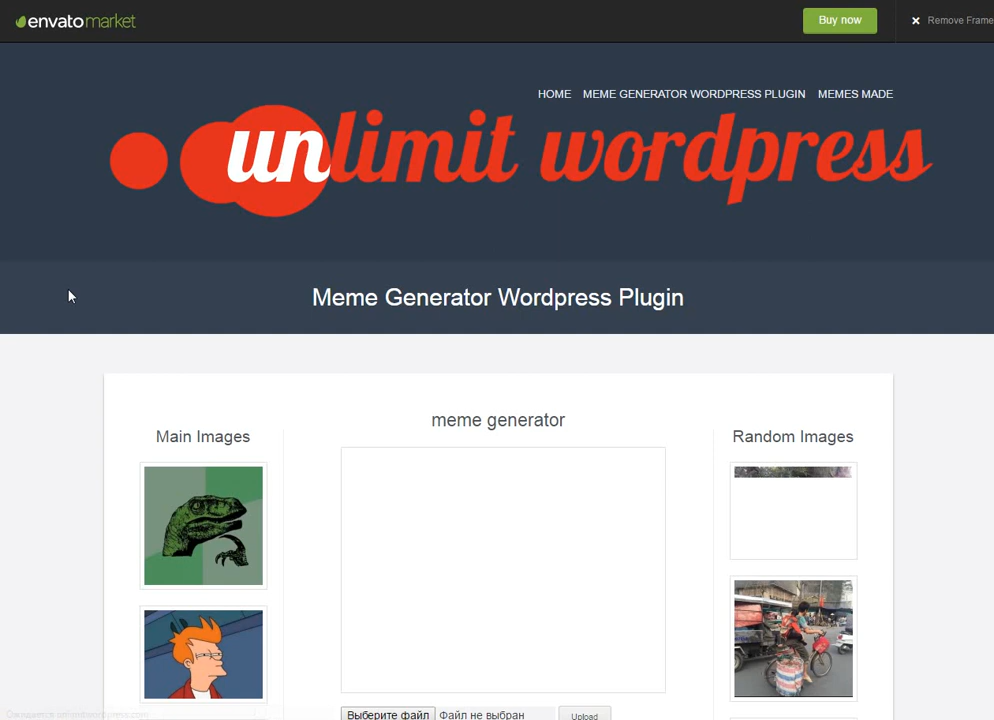 envatomarket
Buy now
× Remove Frame
HOME MEME GENERATOR WORDPRESS PLUGIN MEMES MADE
unlimit wordpress
Meme Generator Wordpress Plugin
meme generator
Main Images
Random Images
Выберите файл Файл не выбран Upload